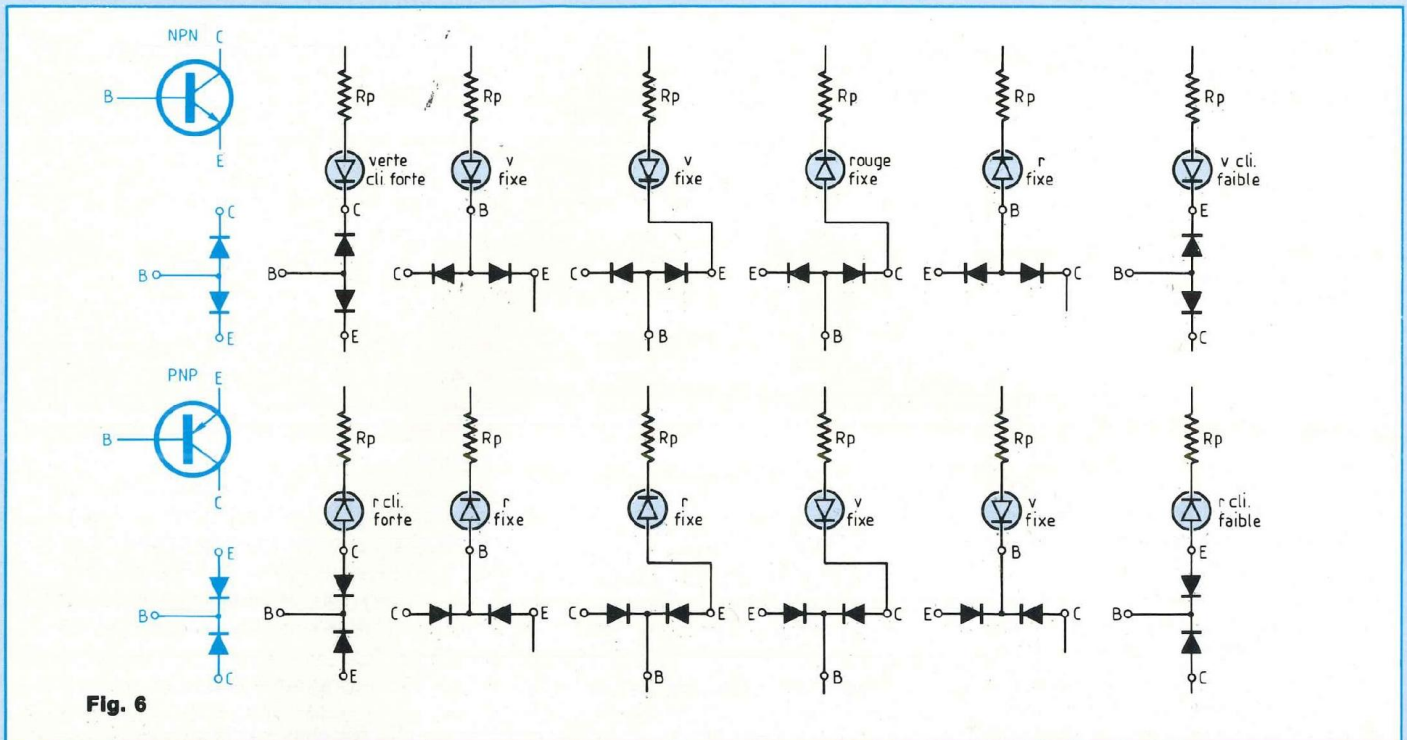 NPN C
B
E
C
B
E
Rp
verte
cli. forte
C
B
E
Rp
v
fixe
B
C E
Rp
v
fixe
C E
B
Rp
rouge
fixe
E C
B
Rp
r
fixe
B
E C
Rp
v cli.
faible
E
B
C
PNP E
B
C
E
B
C
Rp
r cli.
forte
C
B
E
Rp
r
fixe
B
C E
Rp
r
fixe
C E
B
Rp
v
fixe
E C
B
Rp
v
fixe
B
E C
Rp
r cli.
faible
E
B
C
Fig. 6